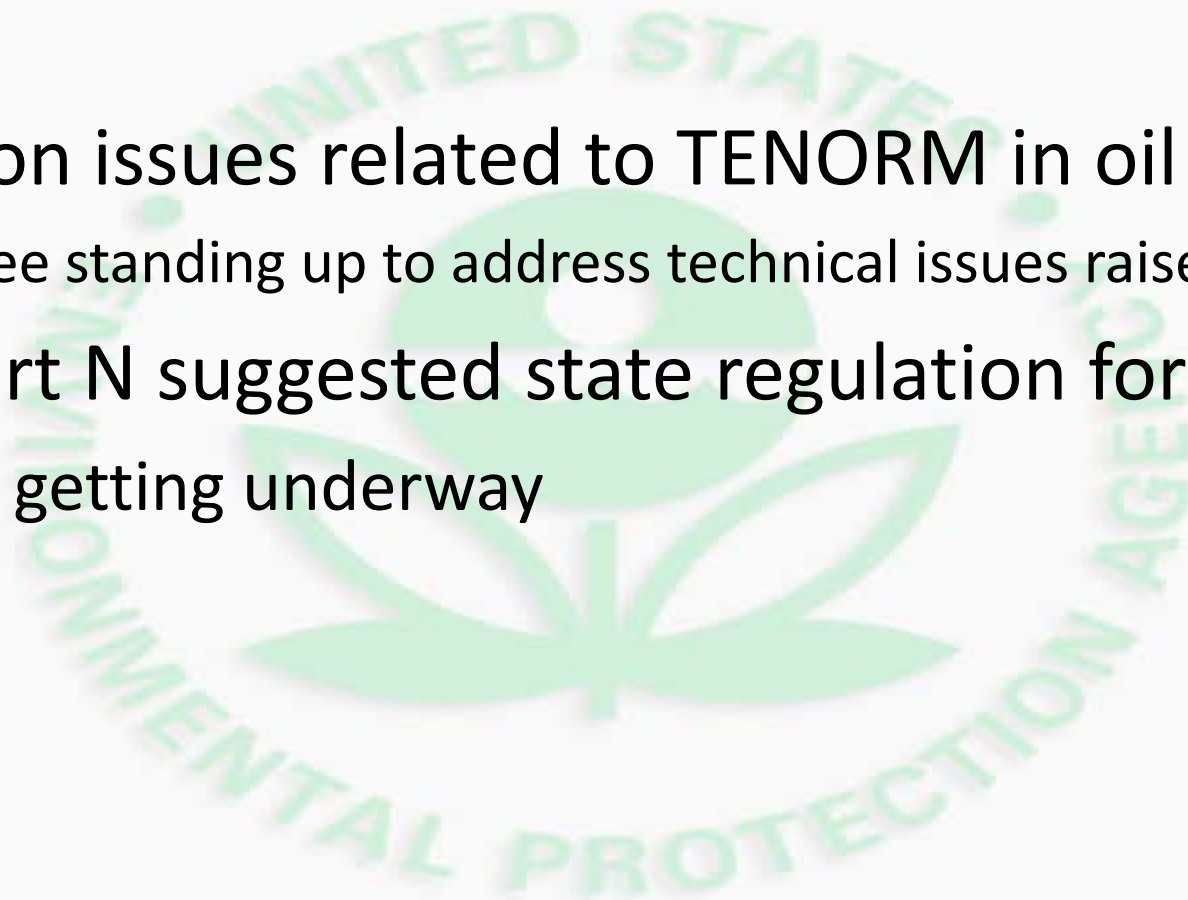 UNITED STATES
on issues related to TENORM in oil
ee standing up to address technical issues raise
rt N suggested state regulation for
getting underway
ENVIRONMENTAL PROTECTION AGENCY